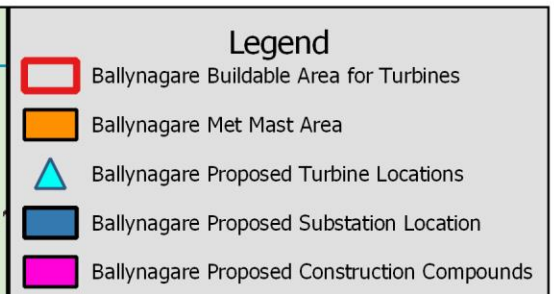 Legend
Ballynagare Buildable Area for Turbines
Ballynagare Met Mast Area
Ballynagare Proposed Turbine Locations
Ballynagare Proposed Substation Location
Ballynagare Proposed Construction Compounds